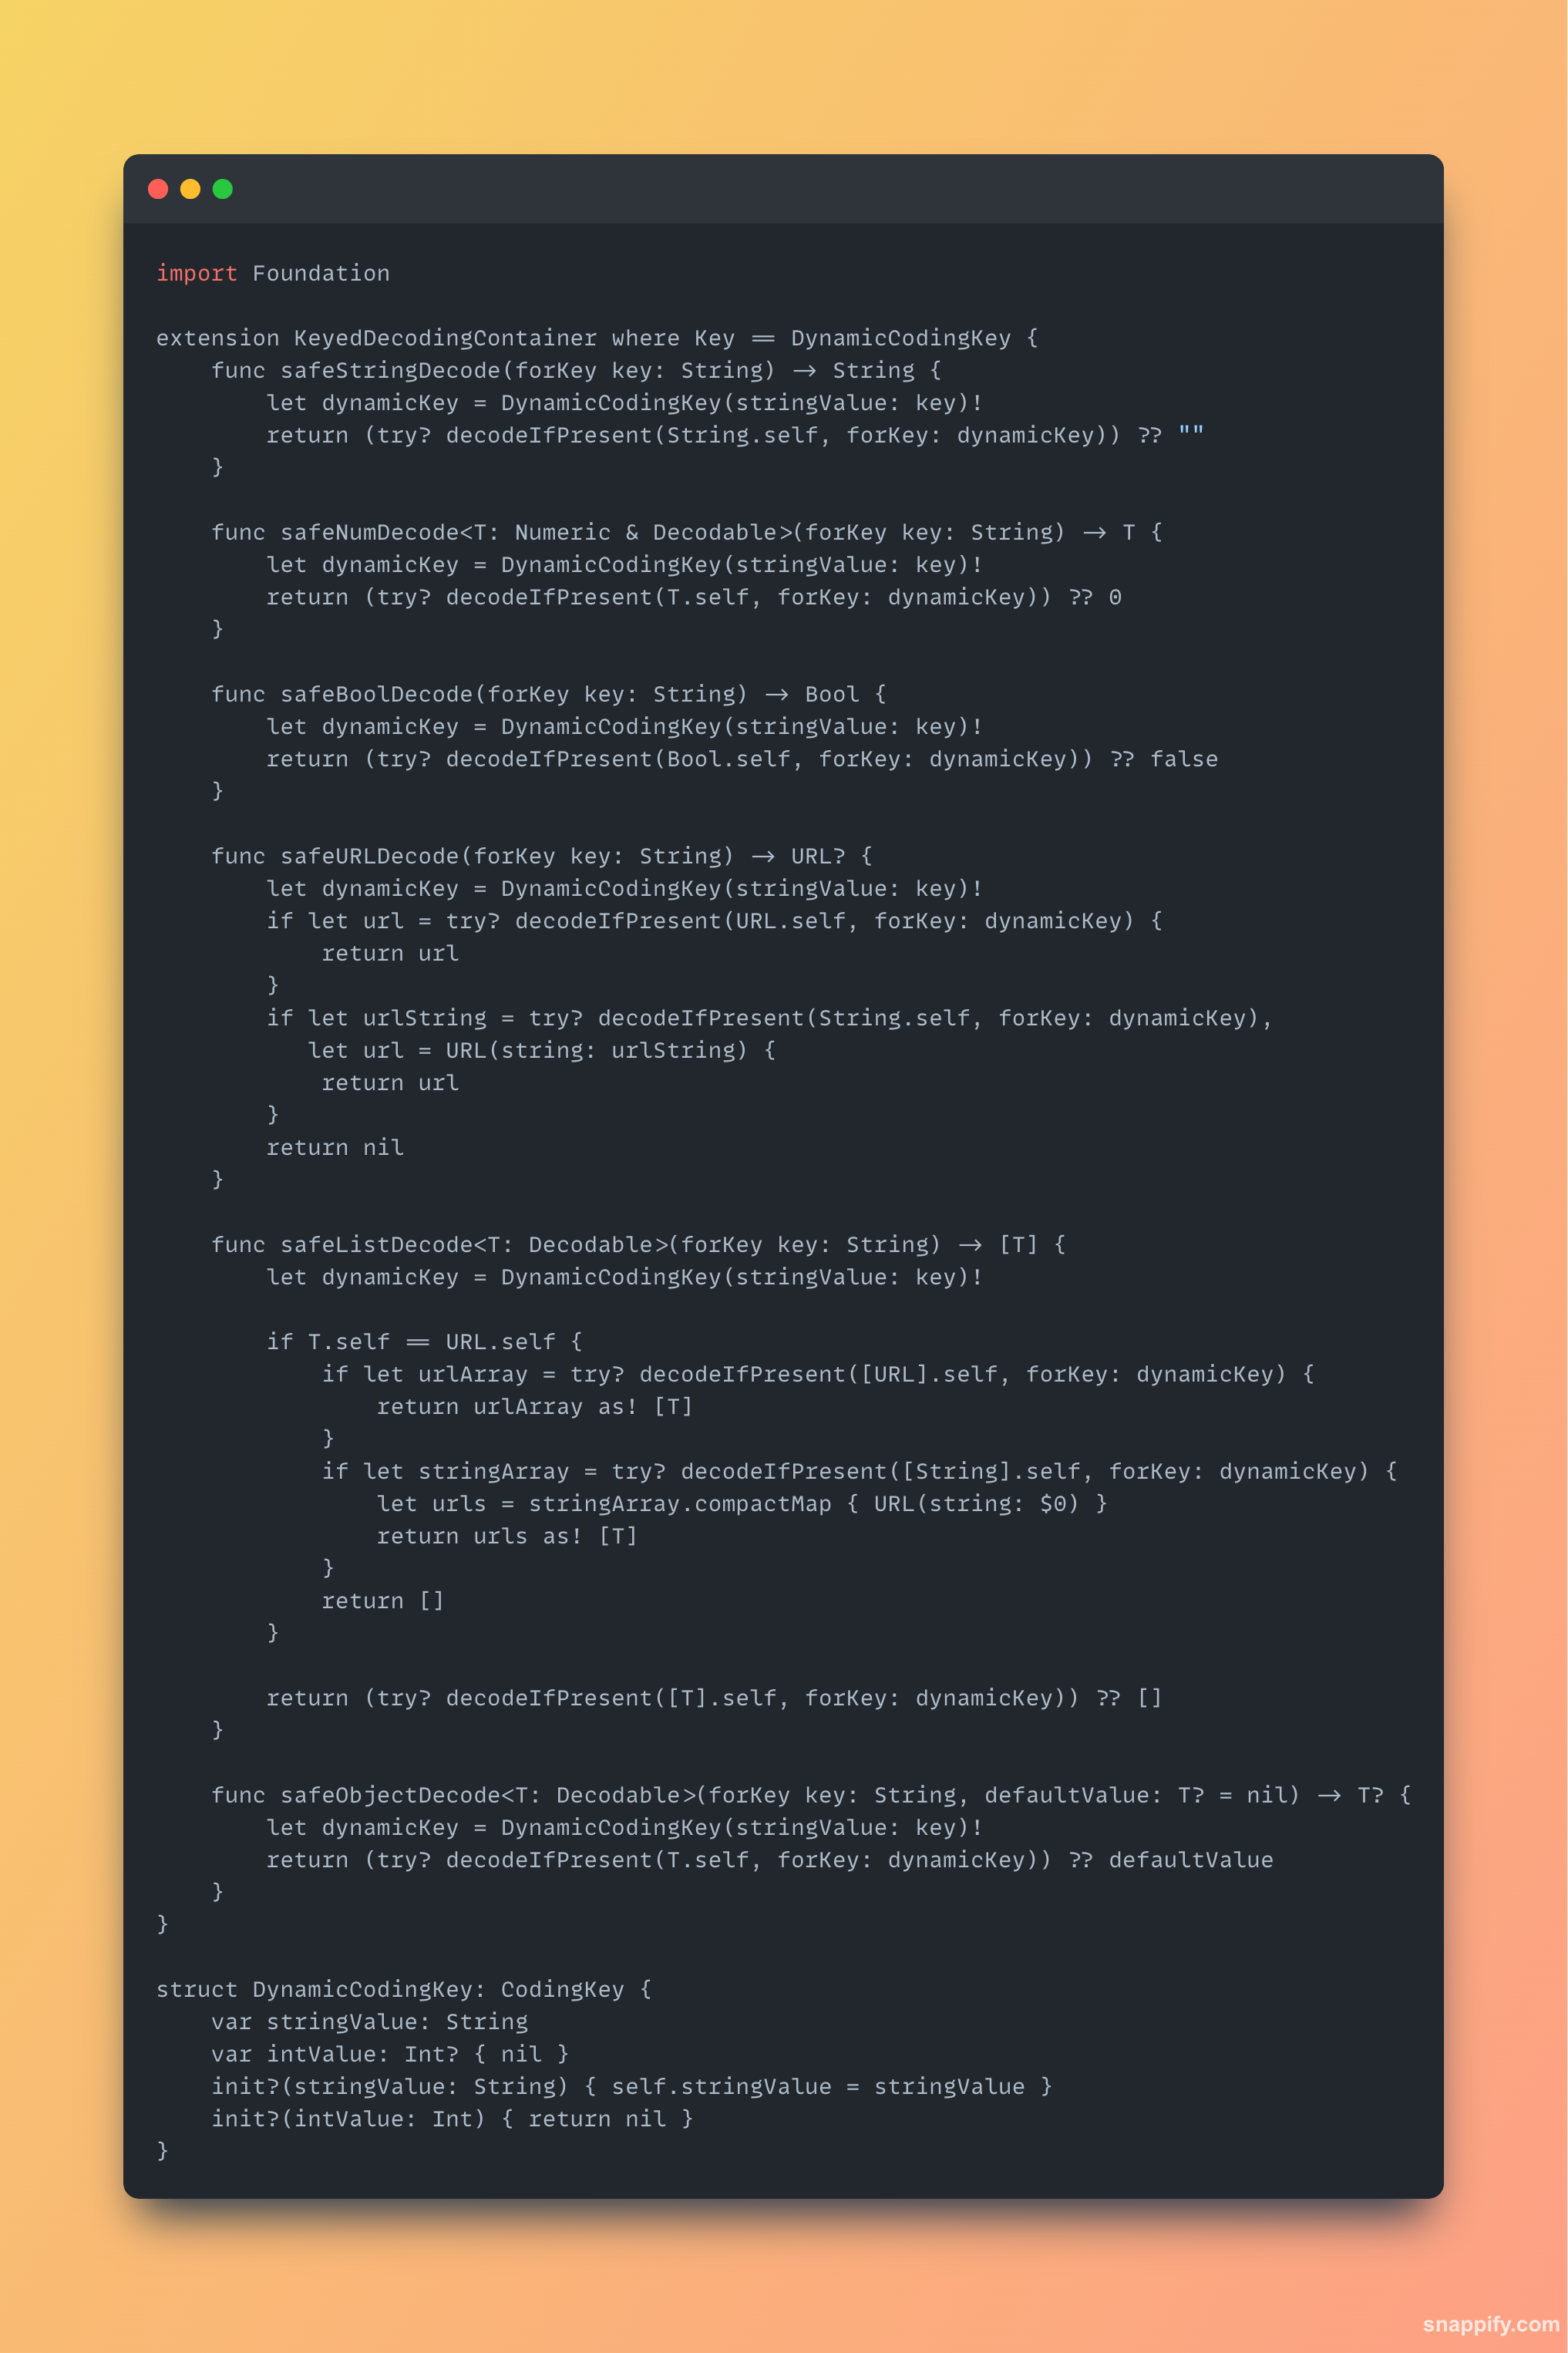 import Foundation

extension KeyedDecodingContainer where Key == DynamicCodingKey {
    func safeStringDecode(forKey key: String) -> String {
        let dynamicKey = DynamicCodingKey(stringValue: key)!
        return (try? decodeIfPresent(String.self, forKey: dynamicKey)) ?? ""
    }

    func safeNumDecode<T: Numeric & Decodable>(forKey key: String) -> T {
        let dynamicKey = DynamicCodingKey(stringValue: key)!
        return (try? decodeIfPresent(T.self, forKey: dynamicKey)) ?? 0
    }

    func safeBoolDecode(forKey key: String) -> Bool {
        let dynamicKey = DynamicCodingKey(stringValue: key)!
        return (try? decodeIfPresent(Bool.self, forKey: dynamicKey)) ?? false
    }

    func safeURLDecode(forKey key: String) -> URL? {
        let dynamicKey = DynamicCodingKey(stringValue: key)!
        if let url = try? decodeIfPresent(URL.self, forKey: dynamicKey) {
            return url
        }
        if let urlString = try? decodeIfPresent(String.self, forKey: dynamicKey),
           let url = URL(string: urlString) {
            return url
        }
        return nil
    }

    func safeListDecode<T: Decodable>(forKey key: String) -> [T] {
        let dynamicKey = DynamicCodingKey(stringValue: key)!

        if T.self == URL.self {
            if let urlArray = try? decodeIfPresent([URL].self, forKey: dynamicKey) {
                return urlArray as! [T]
            }
            if let stringArray = try? decodeIfPresent([String].self, forKey: dynamicKey) {
                let urls = stringArray.compactMap { URL(string: $0) }
                return urls as! [T]
            }
            return []
        }

        return (try? decodeIfPresent([T].self, forKey: dynamicKey)) ?? []
    }

    func safeObjectDecode<T: Decodable>(forKey key: String, defaultValue: T? = nil) -> T? {
        let dynamicKey = DynamicCodingKey(stringValue: key)!
        return (try? decodeIfPresent(T.self, forKey: dynamicKey)) ?? defaultValue
    }
}

struct DynamicCodingKey: CodingKey {
    var stringValue: String
    var intValue: Int? { nil }
    init?(stringValue: String) { self.stringValue = stringValue }
    init?(intValue: Int) { return nil }
}
snappify.com